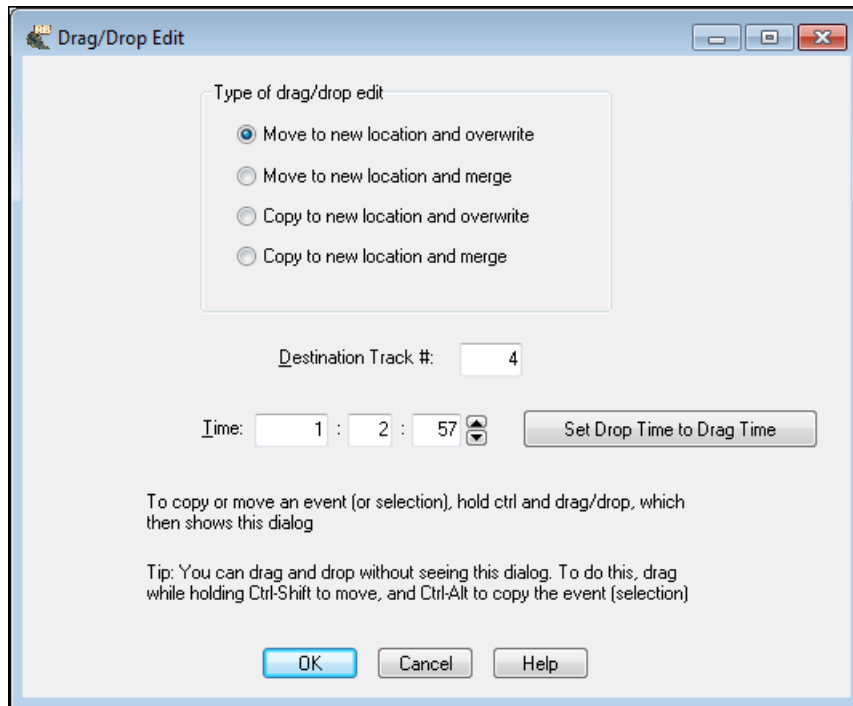 Drag/Drop Edit
Type of drag/drop edit
Move to new location and overwrite
Move to new location and merge
Copy to new location and overwrite
Copy to new location and merge
Destination Track #: 4
Time: 1 : 2 : 57 Set Drop Time to Drag Time
To copy or move an event (or selection), hold ctrl and drag/drop, which
then shows this dialog
Tip: You can drag and drop without seeing this dialog. To do this, drag
while holding Ctrl-Shift to move, and Ctrl-Alt to copy the event (selection)
OK Cancel Help